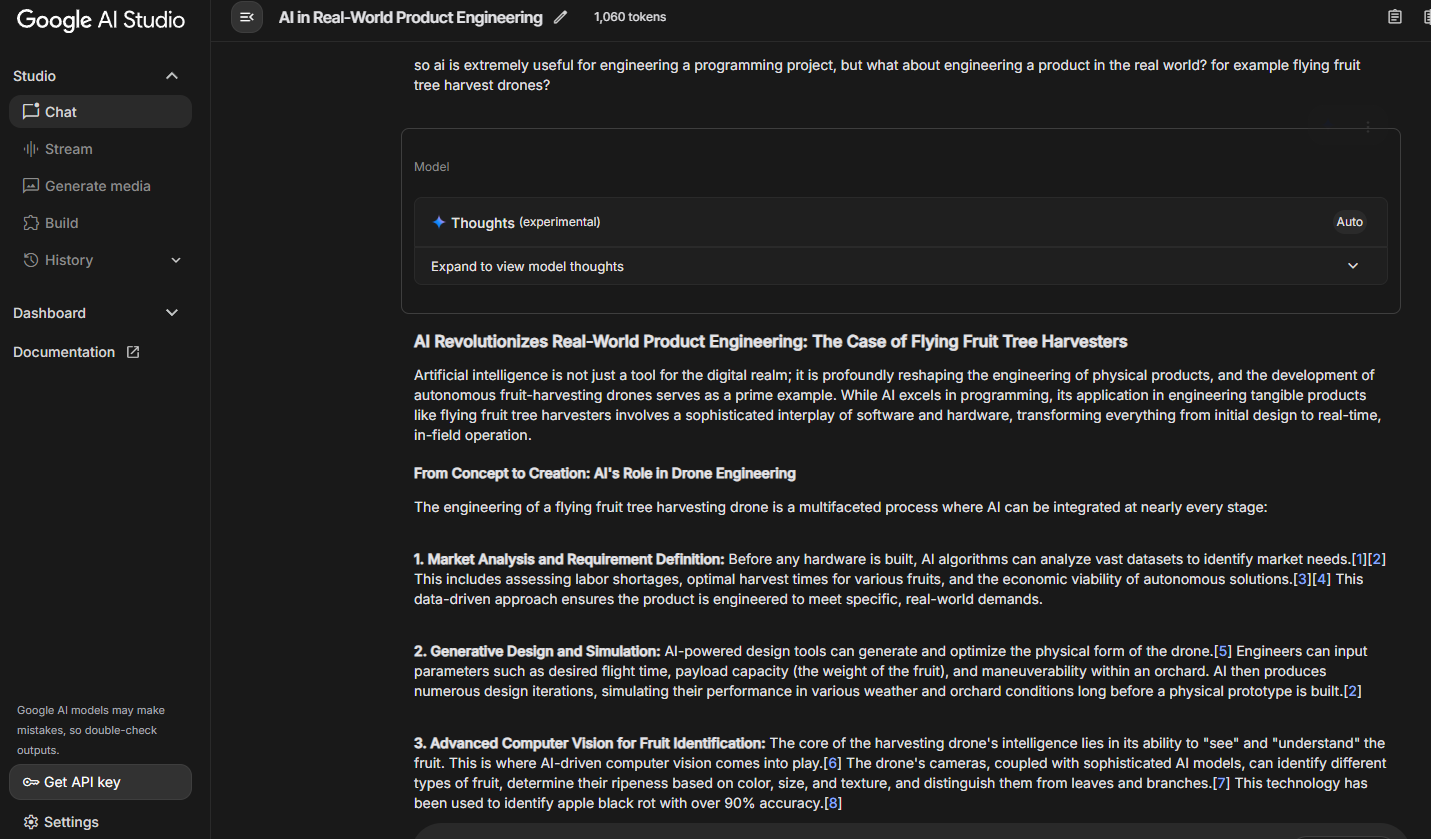 Google AI Studio
AI in Real-World Product Engineering
1,060 tokens
Studio
Chat
Stream
Generate media
Build
History
Dashboard
Documentation
so ai is extremely useful for engineering a programming project, but what about engineering a product in the real world? for example flying fruit
tree harvest drones?
Model
Thoughts (experimental)
Auto
Expand to view model thoughts
AI Revolutionizes Real-World Product Engineering: The Case of Flying Fruit Tree Harvesters
Artificial intelligence is not just a tool for the digital realm; it is profoundly reshaping the engineering of physical products, and the development of
autonomous fruit-harvesting drones serves as a prime example. While AI excels in programming, its application in engineering tangible products
like flying fruit tree harvesters involves a sophisticated interplay of software and hardware, transforming everything from initial design to real-time,
in-field operation.
From Concept to Creation: AI's Role in Drone Engineering
The engineering of a flying fruit tree harvesting drone is a multifaceted process where AI can be integrated at nearly every stage:
1. Market Analysis and Requirement Definition: Before any hardware is built, AI algorithms can analyze vast datasets to identify market needs.[1][2]
This includes assessing labor shortages, optimal harvest times for various fruits, and the economic viability of autonomous solutions.[3][4] This
data-driven approach ensures the product is engineered to meet specific, real-world demands.
2. Generative Design and Simulation: AI-powered design tools can generate and optimize the physical form of the drone.[5] Engineers can input
parameters such as desired flight time, payload capacity (the weight of the fruit), and maneuverability within an orchard. AI then produces
numerous design iterations, simulating their performance in various weather and orchard conditions long before a physical prototype is built.[2]
3. Advanced Computer Vision for Fruit Identification: The core of the harvesting drone's intelligence lies in its ability to "see" and "understand" the
fruit. This is where AI-driven computer vision comes into play.[6] The drone's cameras, coupled with sophisticated AI models, can identify different
types of fruit, determine their ripeness based on color, size, and texture, and distinguish them from leaves and branches.[7] This technology has
been used to identify apple black rot with over 90% accuracy.[8]
Google AI models may make
mistakes, so double-check
outputs.
Get API key
Settings